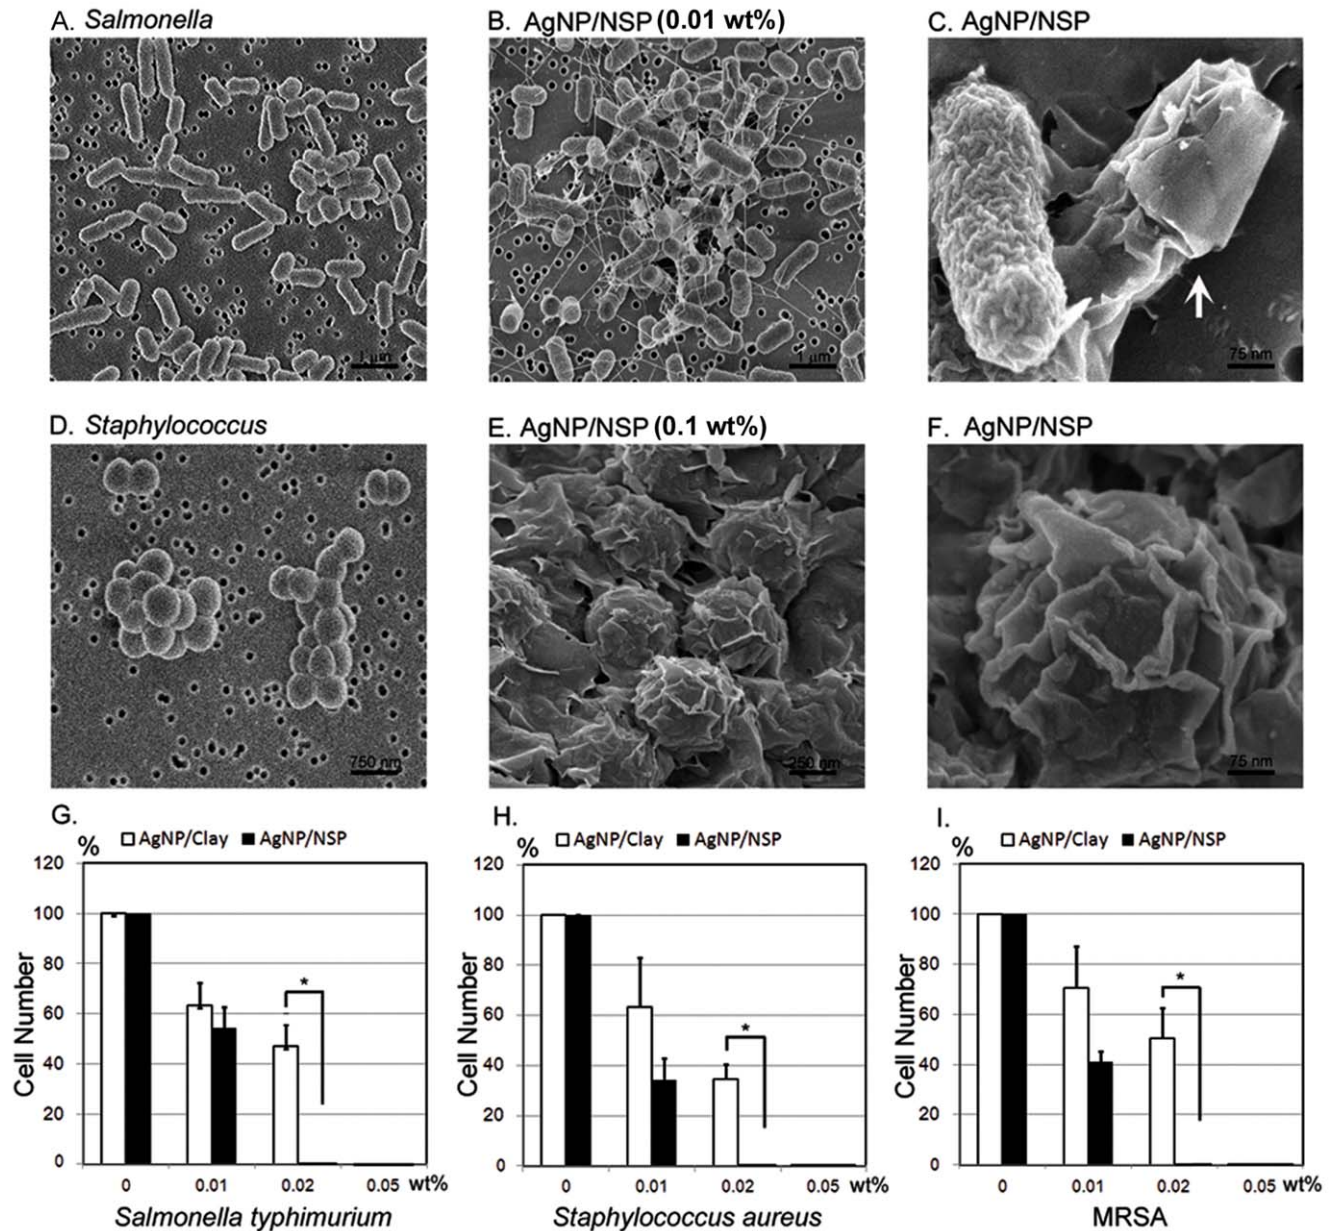 A. Salmonella
B. AgNP/NSP (0.01 wt%)
C. AgNP/NSP
1 μm
1 μm
75 nm
D. Staphylococcus
E. AgNP/NSP (0.1 wt%)
F. AgNP/NSP
750 nm
250 nm
75 nm
G.
% AgNP/Clay AgNP/NSP
120
100
80
60
40
20
0
Cell Number
*
0 0.01 0.02 0.05 wt%
Salmonella typhimurium
H.
% AgNP/Clay AgNP/NSP
120
100
80
60
40
20
0
Cell Number
*
0 0.01 0.02 0.05 wt%
Staphylococcus aureus
I.
% AgNP/Clay AgNP/NSP
120
100
80
60
40
20
0
Cell Number
*
0 0.01 0.02 0.05 wt%
MRSA